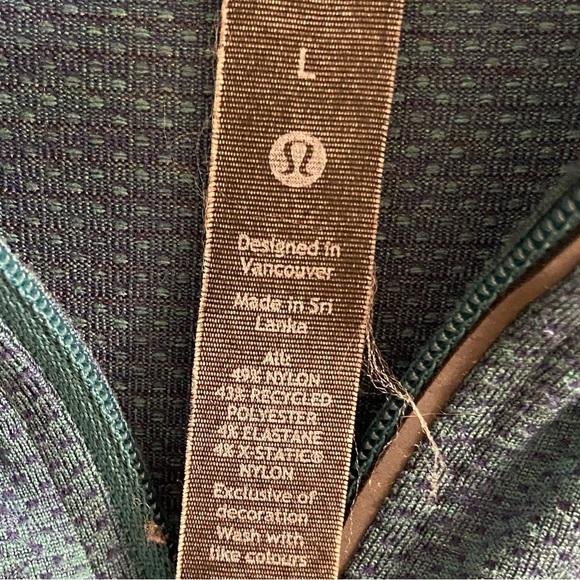 L
Designed in
Vancouver
Made in Sri
Lanka
All:
49% NYLON
43% RECYCLED
POLYESTER
4% ELASTANE
4% X-STATIC®
NYLON
Exclusive of
decoration
Wash with
like colours